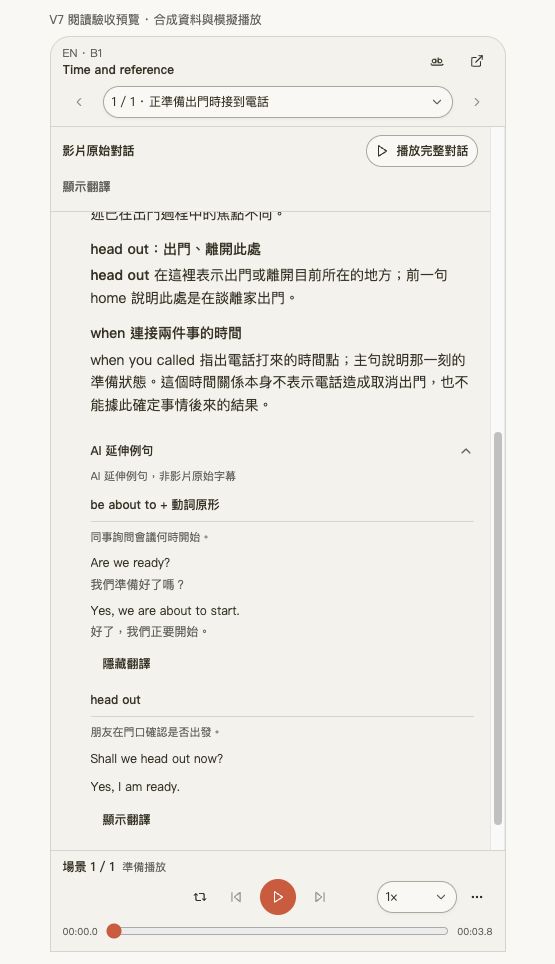 V7 閱讀驗收預覽 · 合成資料與模擬播放
EN · B1
Time and reference
1 / 1 · 正準備出門時接到電話
影片原始對話
播放完整對話
顯示翻譯
述已在出門過程中的焦點不同。
head out：出門、離開此處
head out 在這裡表示出門或離開目前所在的地方；前一句
home 說明此處是在談離家出門。
when 連接兩件事的時間
when you called 指出電話打來的時間點；主句說明那一刻的
準備狀態。這個時間關係本身不表示電話造成取消出門，也不
能據此確定事情後來的結果。
AI 延伸例句
AI 延伸例句，非影片原始字幕
be about to + 動詞原形
同事詢問會議何時開始。
Are we ready?
我們準備好了嗎？
Yes, we are about to start.
好了，我們正要開始。
隱藏翻譯
head out
朋友在門口確認是否出發。
Shall we head out now?
Yes, I am ready.
顯示翻譯
場景 1 / 1 準備播放
1x
00:00.0
00:03.8